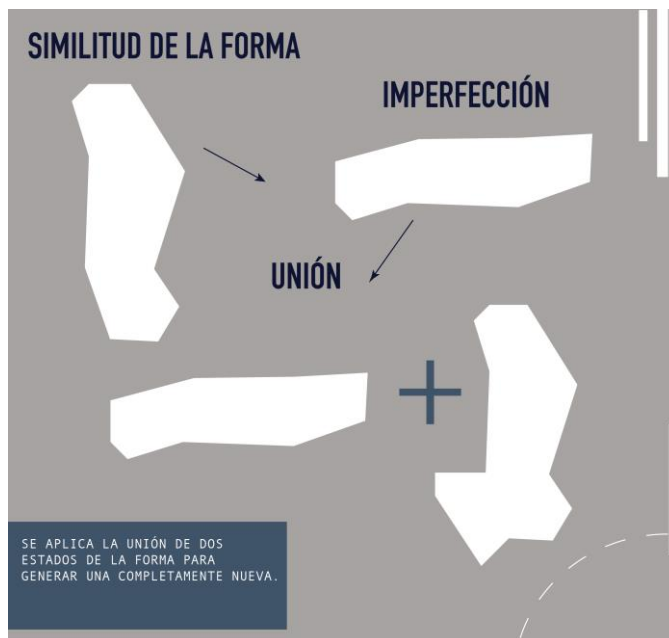 SIMILITUD DE LA FORMA
IMPERFECCIÓN
UNIÓN
SE APLICA LA UNIÓN DE DOS
ESTADOS DE LA FORMA PARA
GENERAR UNA COMPLETAMENTE NUEVA.